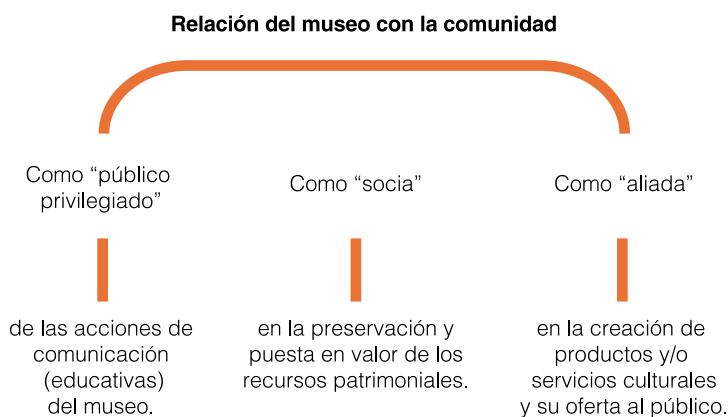 Relación del museo con la comunidad
Como “público
privilegiado”
Como “socia”
Como “aliada”
de las acciones de
comunicación
(educativas)
del museo.
en la preservación y
puesta en valor de los
recursos patrimoniales.
en la creación de
productos y/o
servicios culturales
y su oferta al público.